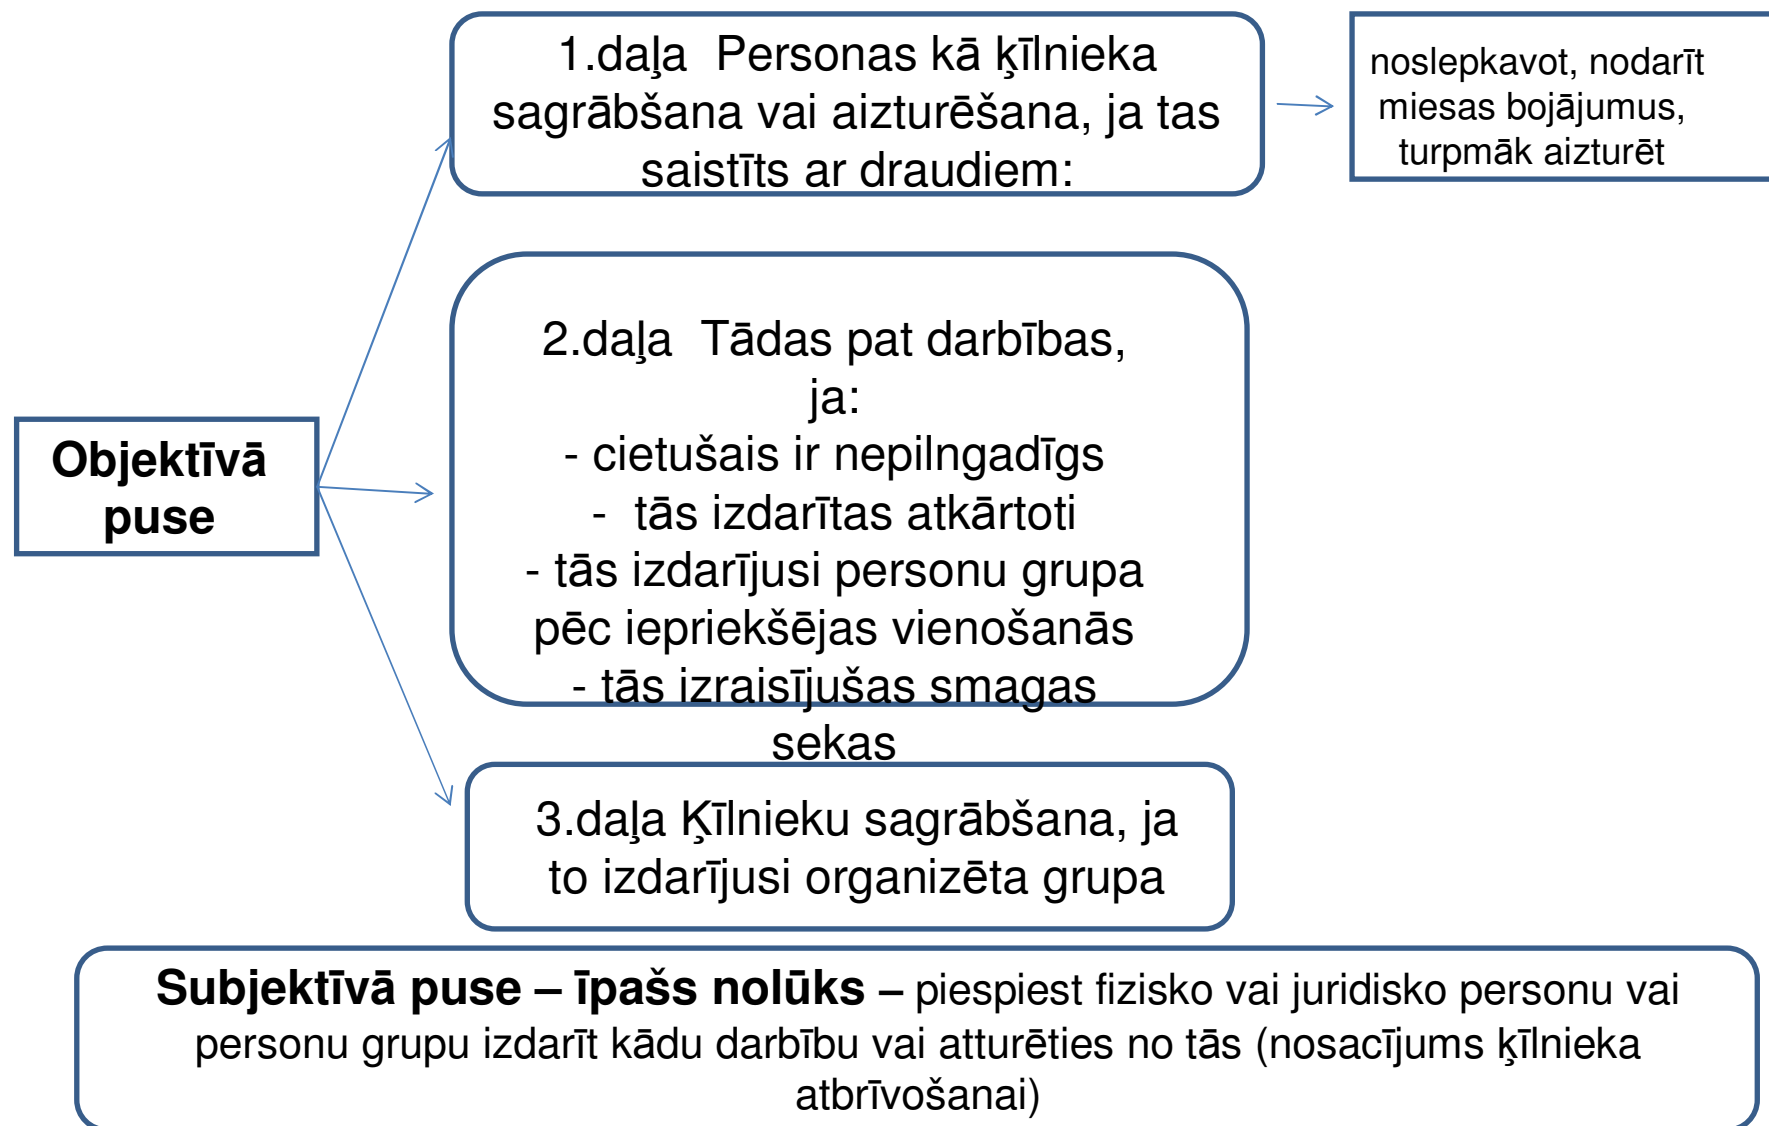 1.daļa  Personas kā ķīlnieka
sagrābšana vai aizturēšana, ja tas
saistīts ar draudiem:
noslepkavot, nodarīt
miesas bojājumus,
turpmāk aizturēt
Objektīvā
puse
2.daļa  Tādas pat darbības,
ja:
- cietušais ir nepilngadīgs
-  tās izdarītas atkārtoti
- tās izdarījusi personu grupa
pēc iepriekšējas vienošanās
- tās izraisījušas smagas
sekas
3.daļa Ķīlnieku sagrābšana, ja
to izdarījusi organizēta grupa
Subjektīvā puse – īpašs nolūks – piespiest fizisko vai juridisko personu vai
personu grupu izdarīt kādu darbību vai atturēties no tās (nosacījums ķīlnieka
atbrīvošanai)